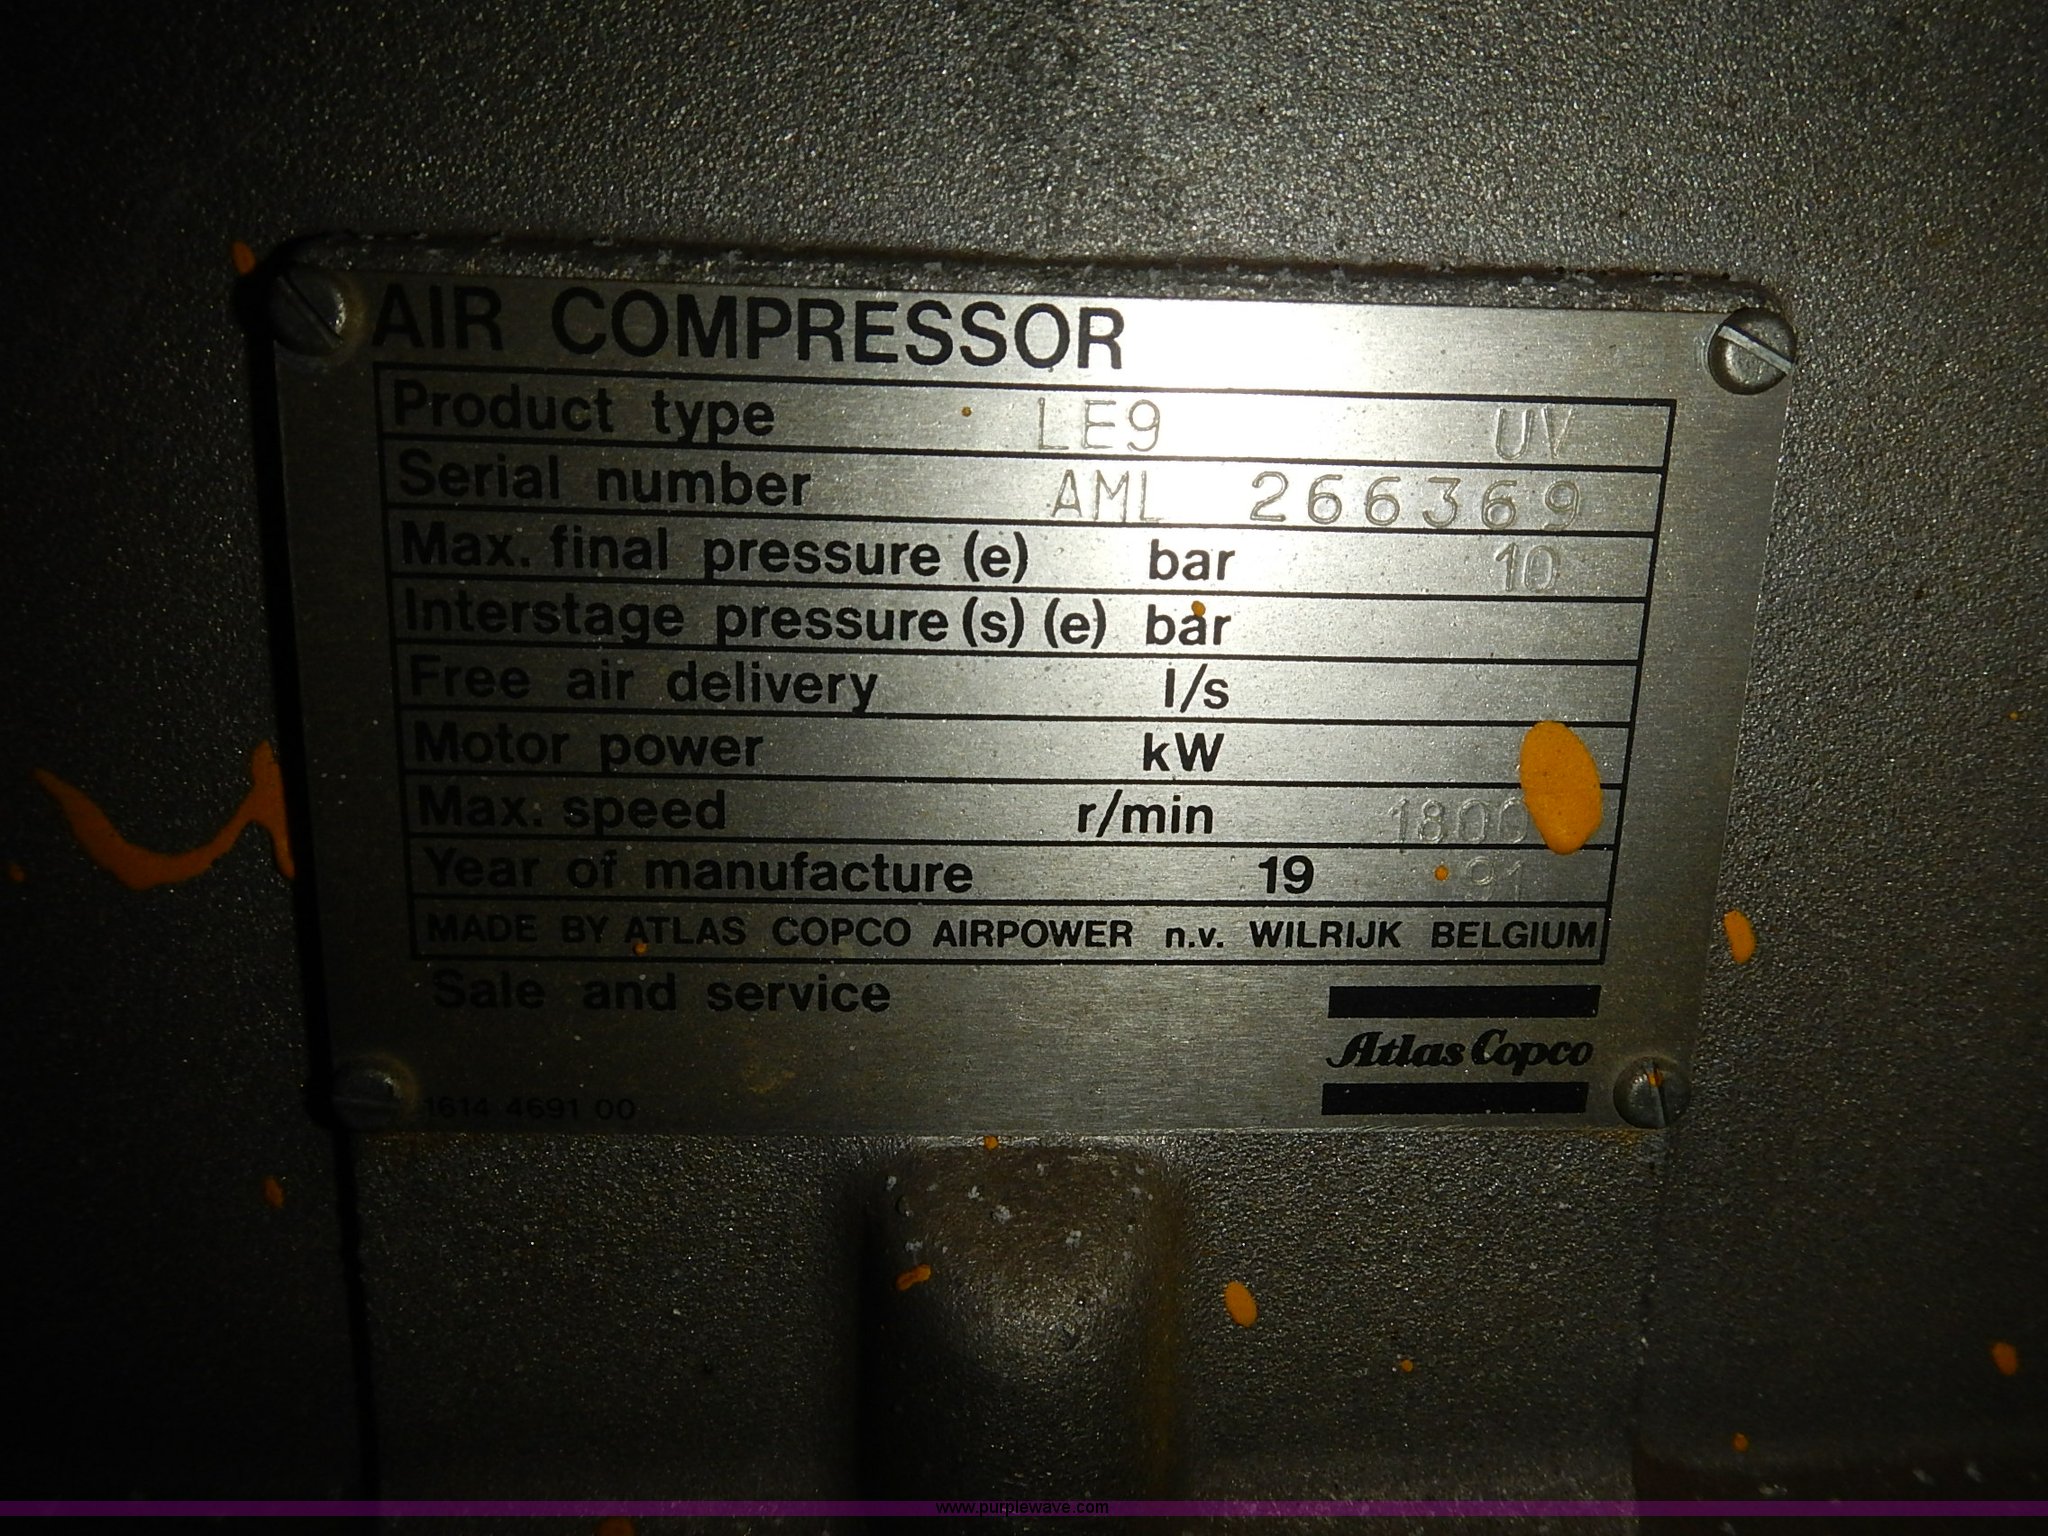 AIR COMPRESSOR
Product type LE9 UV
Serial number AML 266369
Max. final pressure (e) bar 10
Interstage pressure (s) (e) bar
Free air delivery l/s
Motor power kW
Max. speed r/min 1800
Year of manufacture 19 91
MADE BY ATLAS COPCO AIRPOWER n.v. WILRIJK BELGIUM
Sale and service
Atlas Copco
1614 4691 00
www.purplewave.com